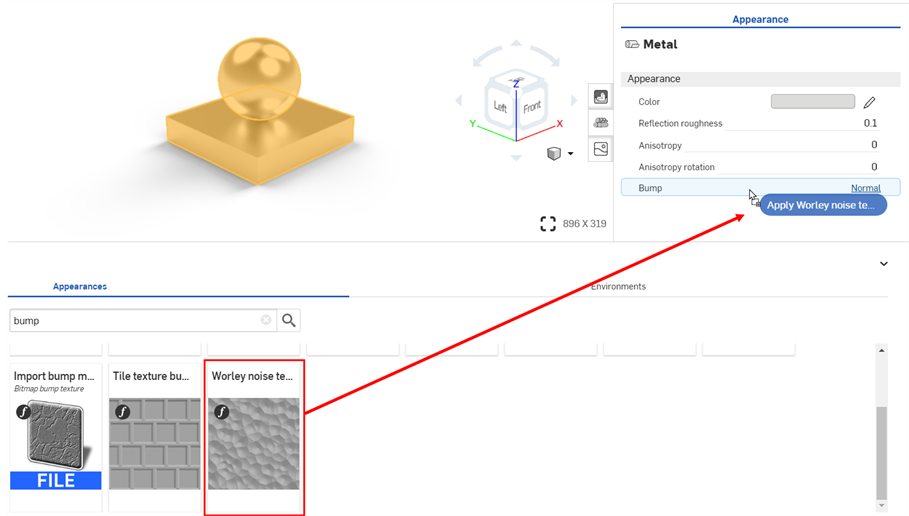 Appearance
Metal
Appearance
Color
Reflection roughness 0.1
Anisotropy 0
Anisotropy rotation 0
Bump Normal
Apply Worley noise te...
Left
Front
Z
Y
X
896 X 319
Appearances
Environments
bump
Import bump m...
Bitmap bump texture
f
FILE
Tile texture bu...
f
Worley noise te...
f